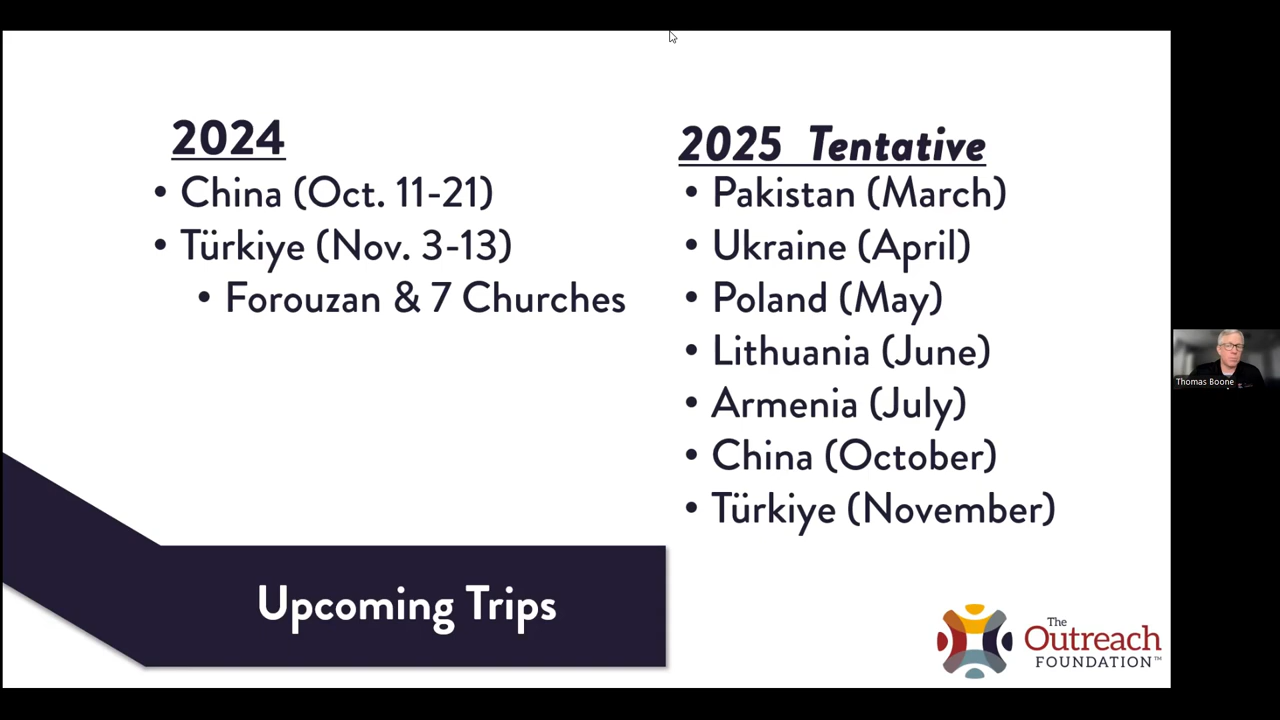 2024
• China (Oct. 11-21)
• Türkiye (Nov. 3-13)
• Forouzan & 7 Churches
2025 Tentative
• Pakistan (March)
• Ukraine (April)
• Poland (May)
• Lithuania (June)
• Armenia (July)
• China (October)
• Türkiye (November)
Upcoming Trips
The
Outreach
FOUNDATION™
Thomas Boone